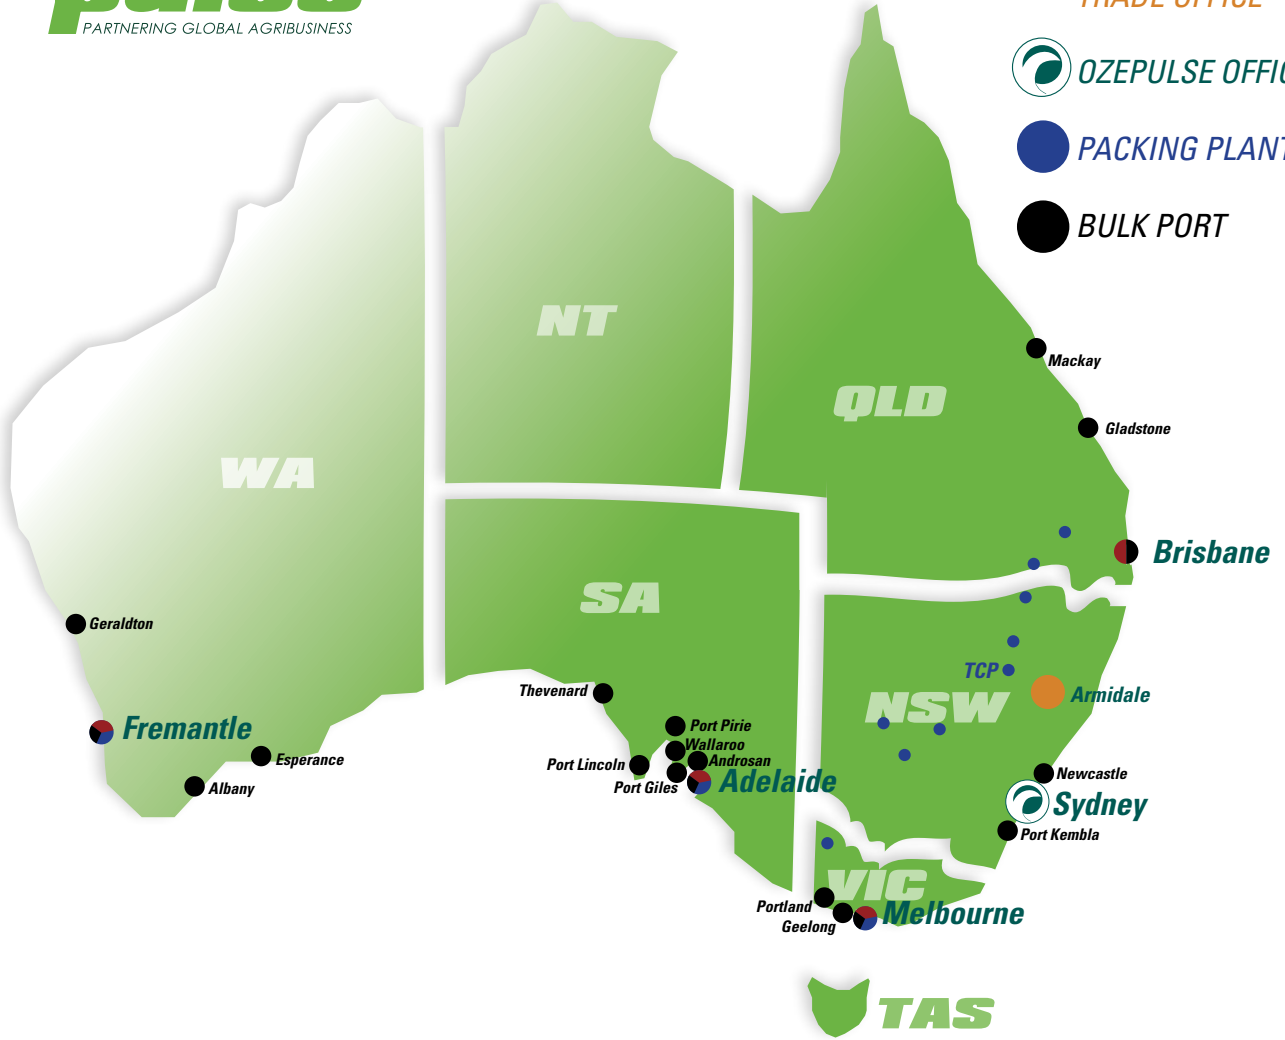 PARTNERING GLOBAL AGRIBUSINESS
TRADE OFFICE
OZEPULSE OFFIC
PACKING PLANT
BULK PORT
NT
Mackay
QLD
Gladstone
WA
Brisbane
SA
Geraldton
TCP
Thevenard
Armidale
NSW
Port Pirie
Fremantle
Wallaroo
Androsan
Esperance
Port Lincoln
Newcastle
Adelaide
Port Giles
Albany
Sydney
Port Kembla
VIC
Portland
Melbourne
Geelong
TAS